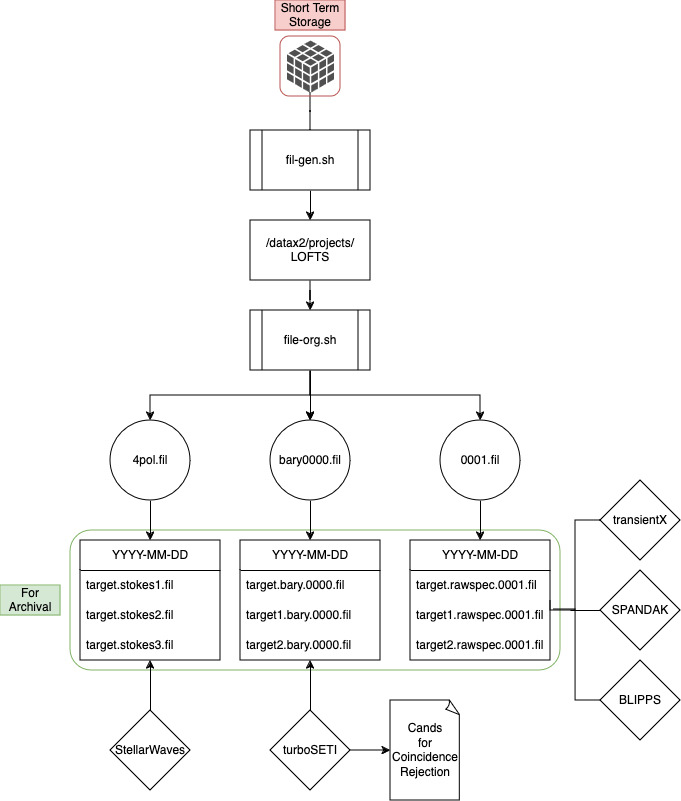 Short Term
Storage
fil-gen.sh
/datax2/projects/
LOFTS
file-org.sh
4pol.fil
bary0000.fil
0001.fil
transientX
YYYY-MM-DD
YYYY-MM-DD
YYYY-MM-DD
For
Archival
target.stokes1.fil
target.bary.0000.fil
target.rawspec.0001.fil
SPANDAK
target.stokes2.fil
target1.bary.0000.fil
target1.rawspec.0001.fil
target.stokes3.fil
target2.bary.0000.fil
target2.rawspec.0001.fil
BLIPPS
StellarWaves
turboSETI
Cands
for
Coincidence
Rejection